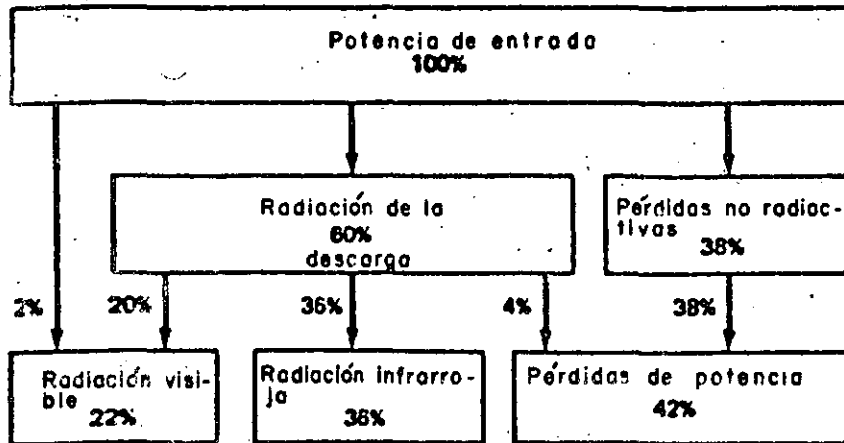 Potencia de entrada
100%
Radiación de la
60%
descarga
Pérdidas no radiac-
tivas
38%
2%
20%
36%
4%
38%
Radiación visi-
ble
22%
Radiación infrarro-
ja
36%
Pérdidas de potencia
42%